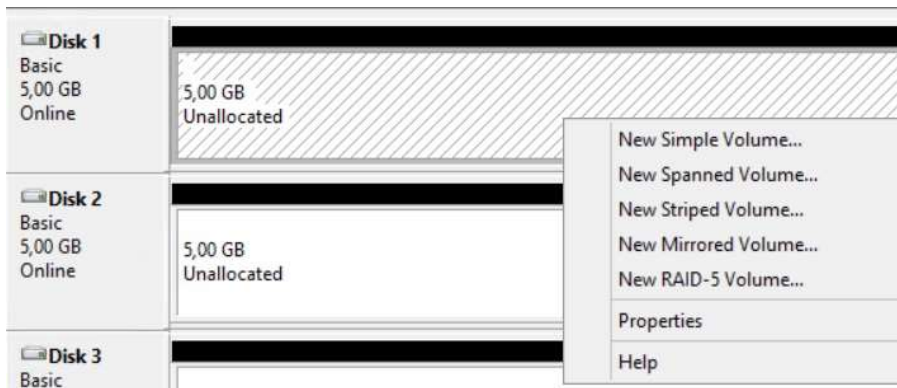 Disk 1
Basic
5,00 GB
Online
5,00 GB
Unallocated
New Simple Volume...
New Spanned Volume...
New Striped Volume...
New Mirrored Volume...
New RAID-5 Volume...
Properties
Help
Disk 2
Basic
5,00 GB
Online
5,00 GB
Unallocated
Disk 3
Basic